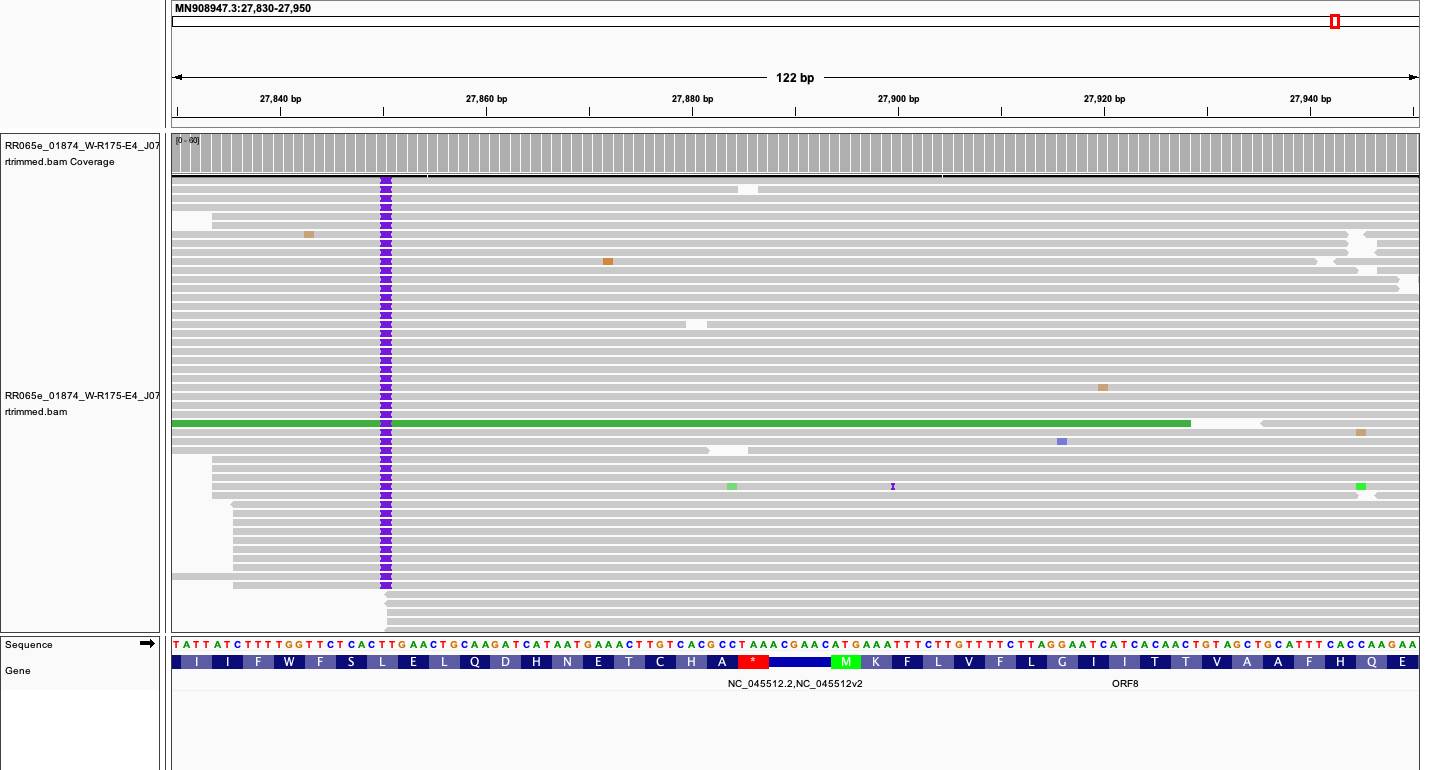 MN908947.3:27,830-27,950
122 bp
27,840 bp 27,860 bp 27,880 bp 27,900 bp 27,920 bp 27,940 bp
RR065e_01874_W-R175-E4_J07
rtrimmed.bam Coverage
[0 - 60]
RR065e_01874_W-R175-E4_J07
rtrimmed.bam
Sequence
TATTATCTTTTGGTTCTCACTTGAACTGCAAGATCATAATGAAACTTGTCACGCCTAAACGAACATGAAATTTCTTGTTTTCTTAGGAATCATCACAACTGTAGCTGCATTTCACCAAGAA
Gene
I I F W F S L E L Q D H N E T C H A * M K F L V F L G I I T T V A A F H Q E
NC_045512.2,NC_045512v2 ORF8